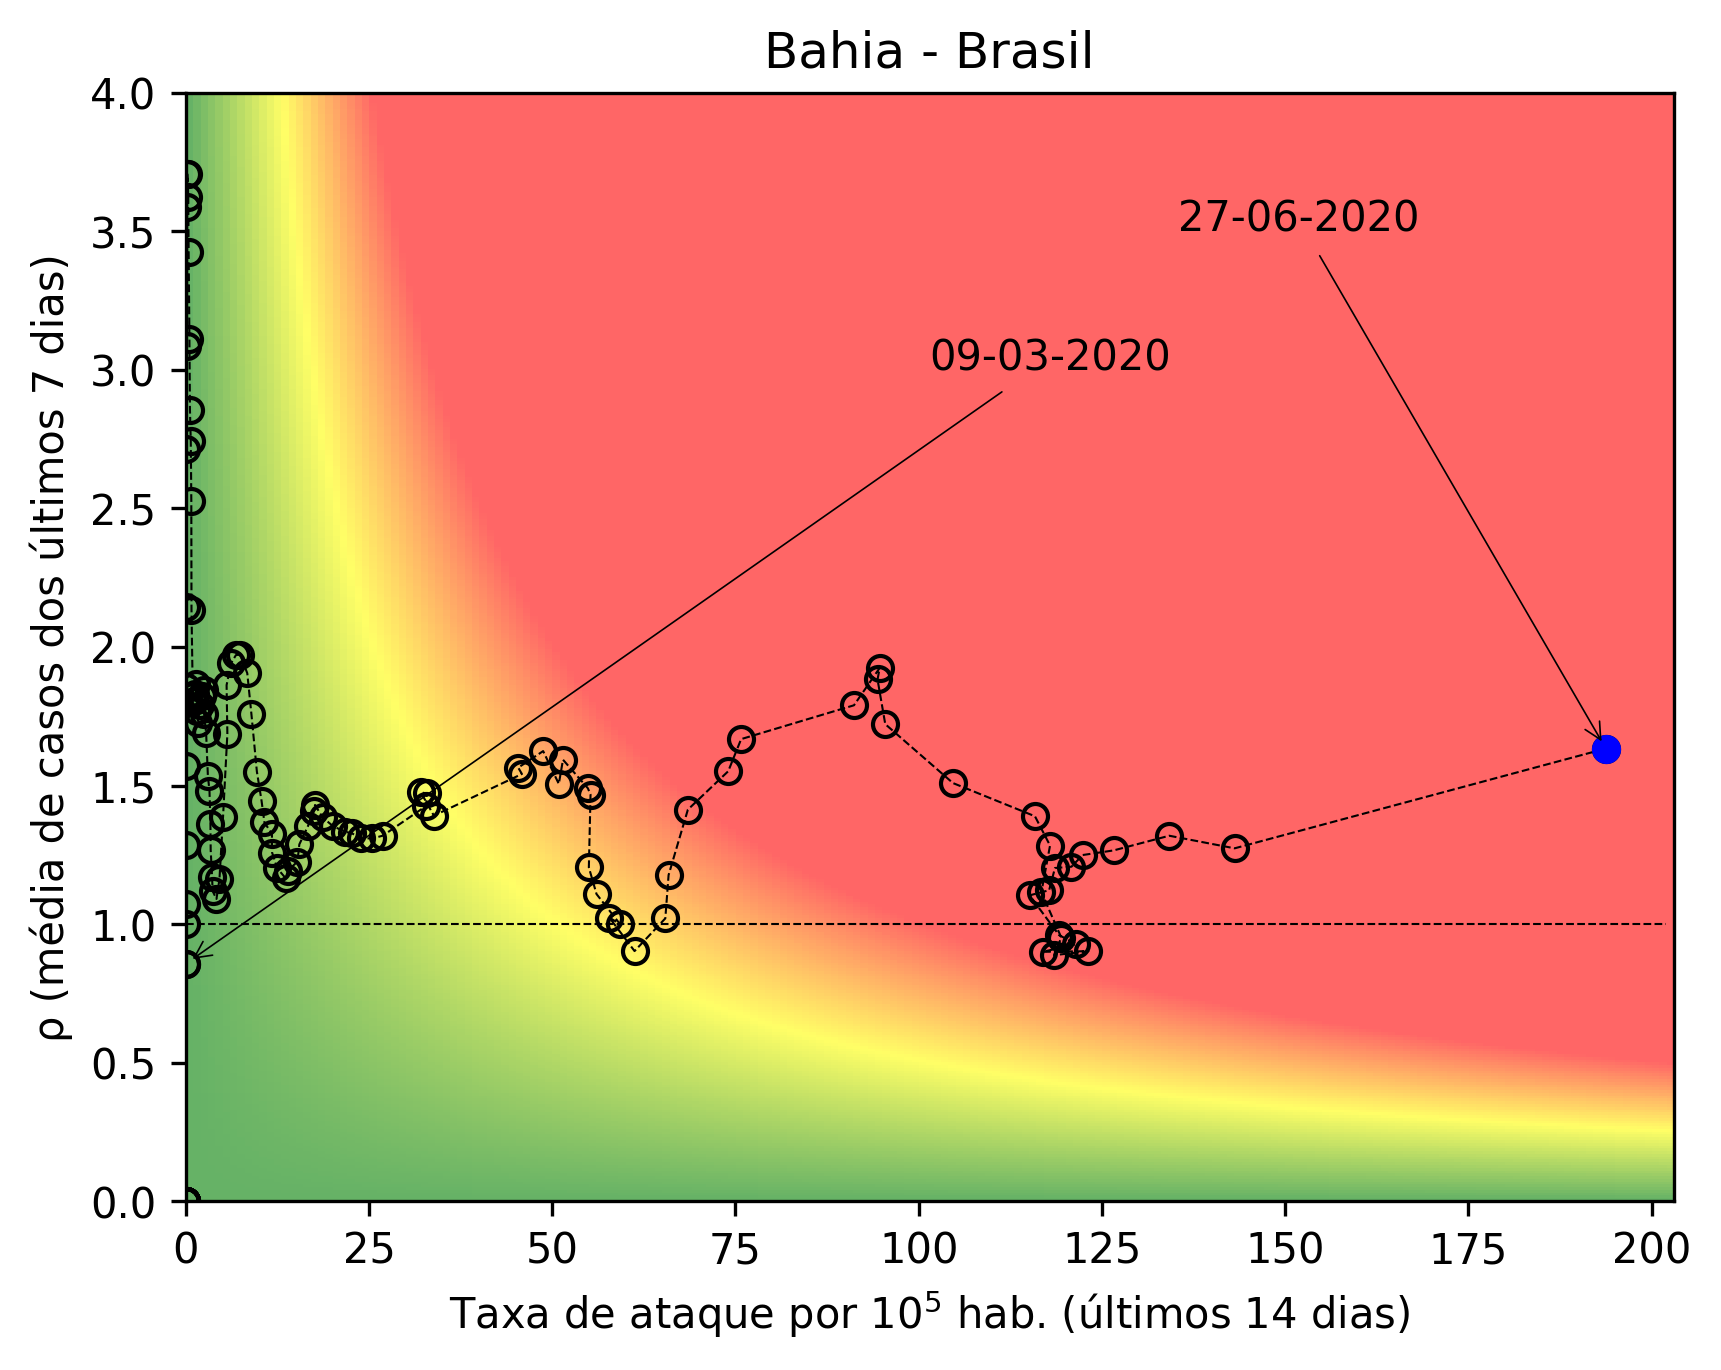 Bahia - Brasil
4.0
3.5
3.0
2.5
2.0
1.5
1.0
0.5
0.0
ρ (média de casos dos últimos 7 dias)
27-06-2020
09-03-2020
0 25 50 75 100 125 150 175 200
Taxa de ataque por 10⁵ hab. (últimos 14 dias)